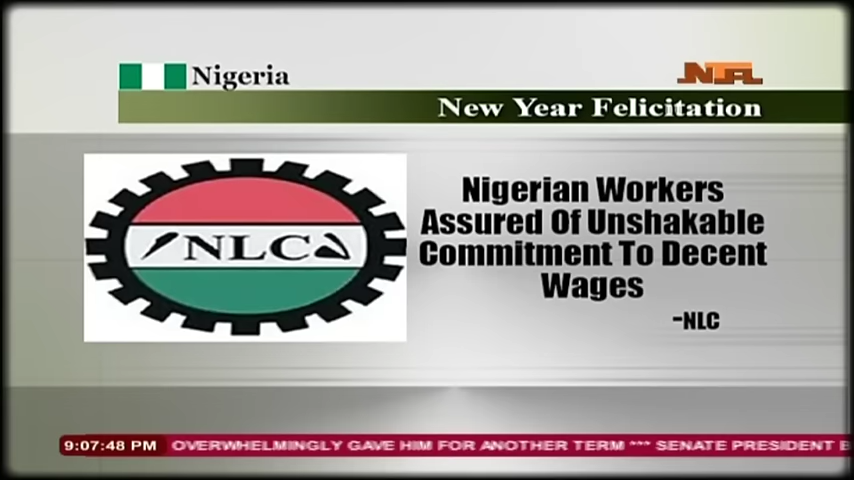 Nigeria
NTA
New Year Felicitation
NLC
Nigerian Workers
Assured Of Unshakable
Commitment To Decent
Wages
-NLC
9:07:48 PM OVERWHELMINGLY GAVE HIM FOR ANOTHER TERM *** SENATE PRESIDENT B